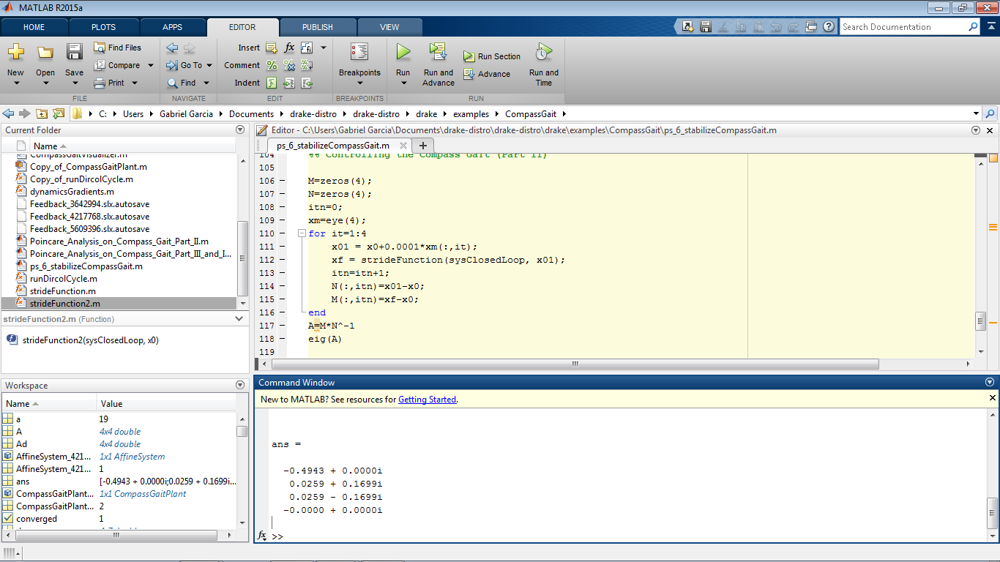 MATLAB R2015a
HOME PLOTS APPS EDITOR PUBLISH VIEW
Search Documentation
New Open Save Find Files Compare Print
FILE
Go To Find
NAVIGATE
Insert fx
Comment %
Indent
EDIT
Breakpoints
BREAKPOINTS
Run Run and Advance Run Section Advance Run and Time
RUN
C: Users Gabriel Garcia Documents drake-distro drake-distro drake examples CompassGait
Current Folder
Name
CompassGaitVisualizer.m
Copy_of_CompassGaitPlant.m
Copy_of_runDircolCycle.m
dynamicsGradients.m
Feedback_3642994.slx.autosave
Feedback_4217768.slx.autosave
Feedback_5609396.slx.autosave
Poincare_Analysis_on_Compass_Gait_Part_II.m
Poincare_Analysis_on_Compass_Gait_Part_III_and_I...
ps_6_stabilizeCompassGait.m
runDircolCycle.m
strideFunction.m
strideFunction2.m
strideFunction2.m (Function)
strideFunction2(sysClosedLoop, x0)
Workspace
Name Value
a 19
A 4x4 double
Ad 4x4 double
AffineSystem_421... 1x1 AffineSystem
AffineSystem_421... 1
ans [-0.4943 + 0.0000i;0.0259 + 0.1699i...
CompassGaitPlant... 1x1 CompassGaitPlant
CompassGaitPlant... 2
converged 1
Editor - C:\Users\Gabriel Garcia\Documents\drake-distro\drake-distro\drake\examples\CompassGait\ps_6_stabilizeCompassGait.m
ps_6_stabilizeCompassGait.m
104 %% Controlling the Compass Gait (Part II)
105
106 – M=zeros(4);
107 – N=zeros(4);
108 – itn=0;
109 – xm=eye(4);
110 – for it=1:4
111 – x01 = x0+0.0001*xm(:,it);
112 – xf = strideFunction(sysClosedLoop, x01);
113 – itn=itn+1;
114 – N(:,itn)=x01-x0;
115 – M(:,itn)=xf-x0;
116 – end
117 – A=M*N^-1
118 – eig(A)
119
Command Window
New to MATLAB? See resources for Getting Started.
ans =
-0.4943 + 0.0000i
0.0259 + 0.1699i
0.0259 - 0.1699i
-0.0000 + 0.0000i
fx >>